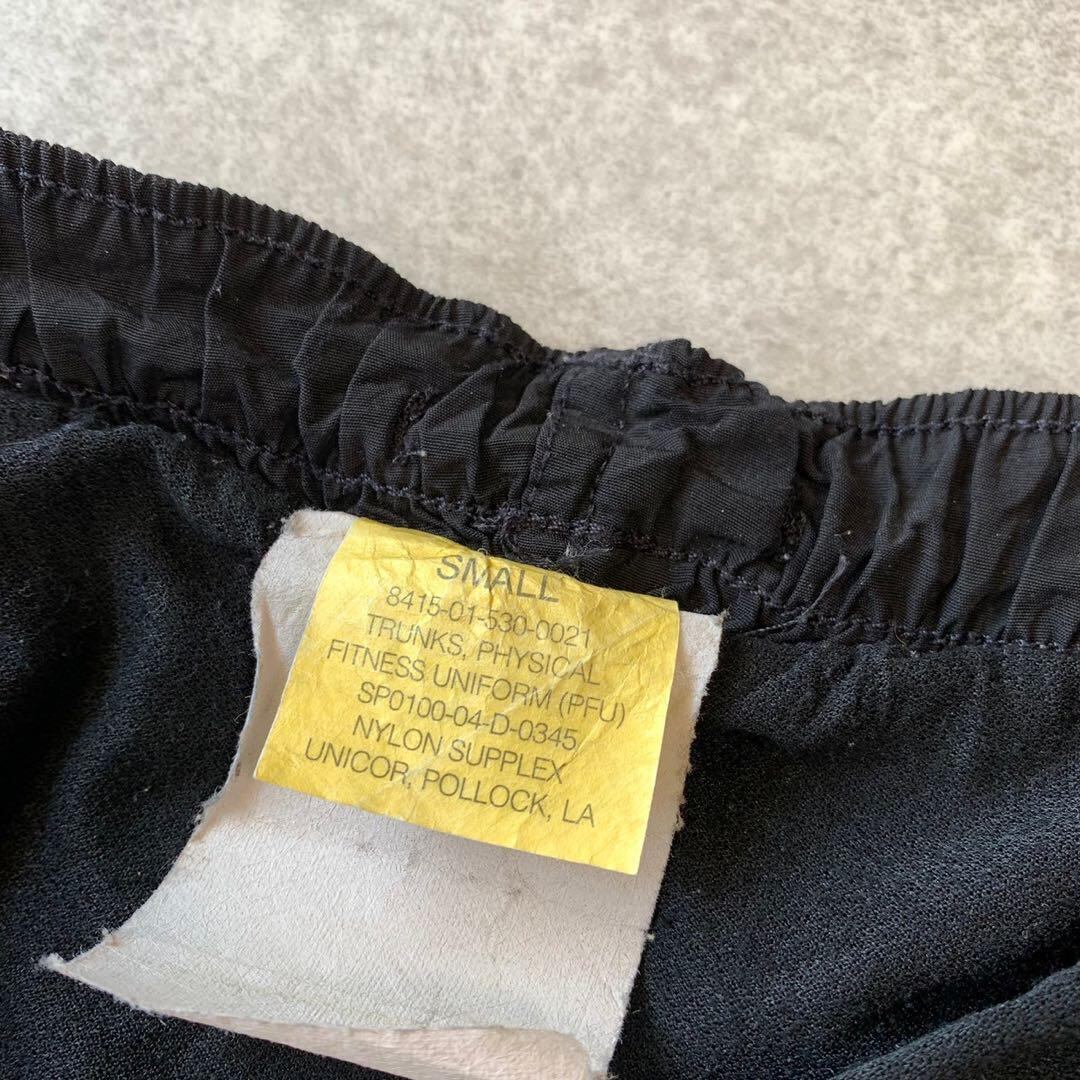 SMALL
8415-01-530-0021
TRUNKS, PHYSICAL
FITNESS UNIFORM (PFU)
SP0100-04-D-0345
NYLON SUPPLEX
UNICOR, POLLOCK, LA